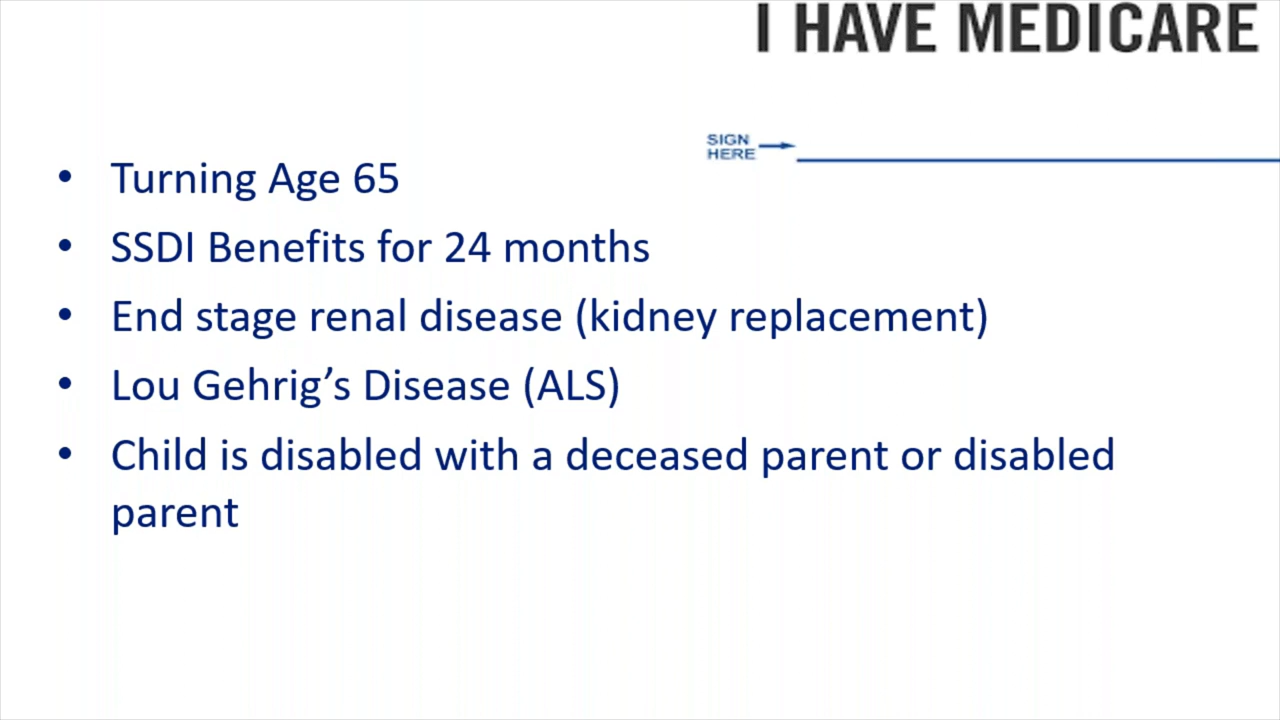 I HAVE MEDICARE
SIGN
HERE
• Turning Age 65
• SSDI Benefits for 24 months
• End stage renal disease (kidney replacement)
• Lou Gehrig’s Disease (ALS)
• Child is disabled with a deceased parent or disabled
parent